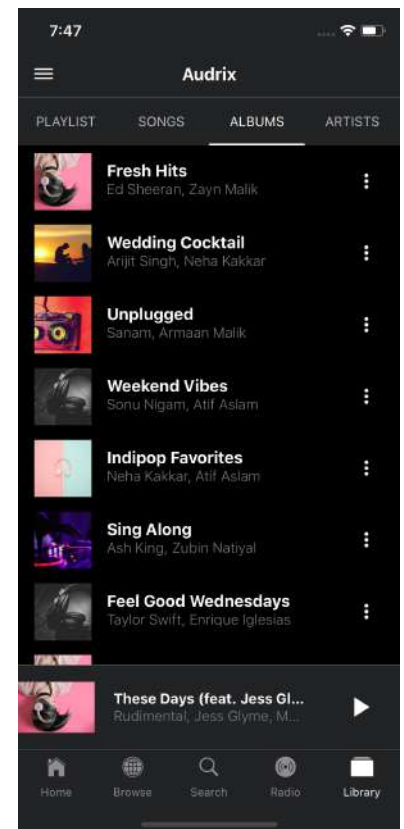 7:47
Audrix
PLAYLIST SONGS ALBUMS ARTISTS
Fresh Hits
Ed Sheeran, Zayn Malik
Wedding Cocktail
Arijit Singh, Neha Kakkar
Unplugged
Sanam, Armaan Malik
Weekend Vibes
Sonu Nigam, Atif Aslam
Indipop Favorites
Neha Kakkar, Atif Aslam
Sing Along
Ash King, Zubin Natiyal
Feel Good Wednesdays
Taylor Swift, Enrique Iglesias
These Days (feat. Jess Gl...
Rudimental, Jess Glyme, M...
Home Browse Search Radio Library